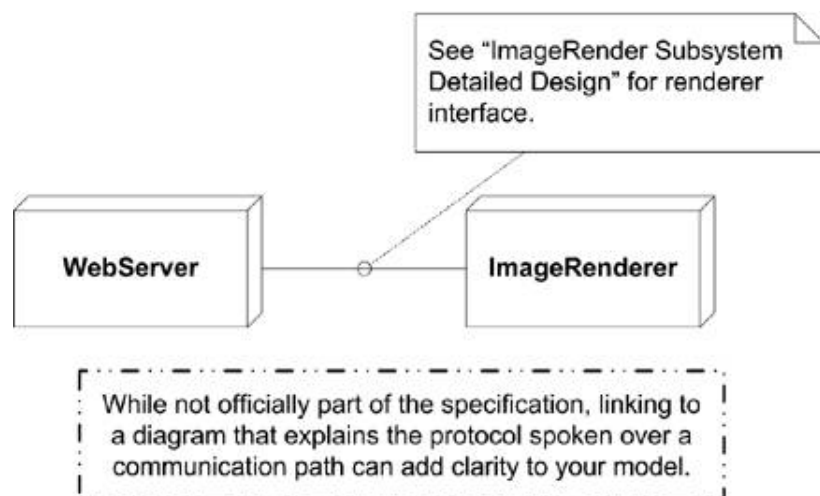 See “ImageRender Subsystem
Detailed Design” for renderer
interface.
WebServer
ImageRenderer
While not officially part of the specification, linking to
a diagram that explains the protocol spoken over a
communication path can add clarity to your model.